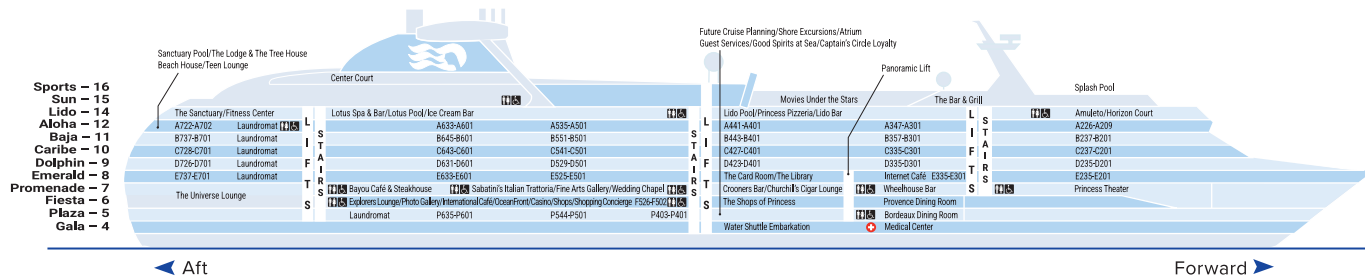 Future Cruise Planning/Shore Excursions/Atrium
Guest Services/Good Spirits at Sea/Captain's Circle Loyalty
Sanctuary Pool/The Lodge & The Tree House
Beach House/Teen Lounge
Panoramic Lift
Center Court
Splash Pool
Sports – 16
Sun – 15 Movies Under the Stars The Bar & Grill
Lido – 14 The Sanctuary/Fitness Center Lotus Spa & Bar/Lotus Pool/Ice Cream Bar Lido Pool/Princess Pizzeria/Lido Bar Amuleto/Horizon Court
Aloha – 12 A722-A702 Laundromat A633-A601 A535-A501 A441-A401 A347-A301 A226-A209
Baja – 11 B737-B701 Laundromat B645-B601 B551-B501 B443-B401 B357-B301 B237-B201
Caribe – 10 C728-C701 Laundromat C643-C601 C541-C501 C427-C401 C335-C301 C237-C201
Dolphin – 9 D726-D701 Laundromat D631-D601 D529-D501 D423-D401 D335-D301 D235-D201
Emerald – 8 E737-E701 Laundromat E633-E601 E525-E501 The Card Room/The Library Internet Café E335-E301 E235-E201
Promenade – 7 The Universe Lounge Bayou Café & Steakhouse Sabatini's Italian Trattoria/Fine Arts Gallery/Wedding Chapel Crooners Bar/Churchil's Cigar Lounge Wheelhouse Bar Princess Theater
Fiesta – 6 Explorers Lounge/Photo Gallery/International Café/OceanFront/Casino/Shops/Shopping Concierge F526-F502 The Shops of Princess Provence Dining Room
Plaza – 5 Laundromat P635-P601 P544-P501 P403-P401 Bordeaux Dining Room
Gala – 4 Water Shuttle Embarkation Medical Center
LIFTS
STAIRS
STAIRS
LIFTS
LIFTS
STAIRS
Aft
Forward